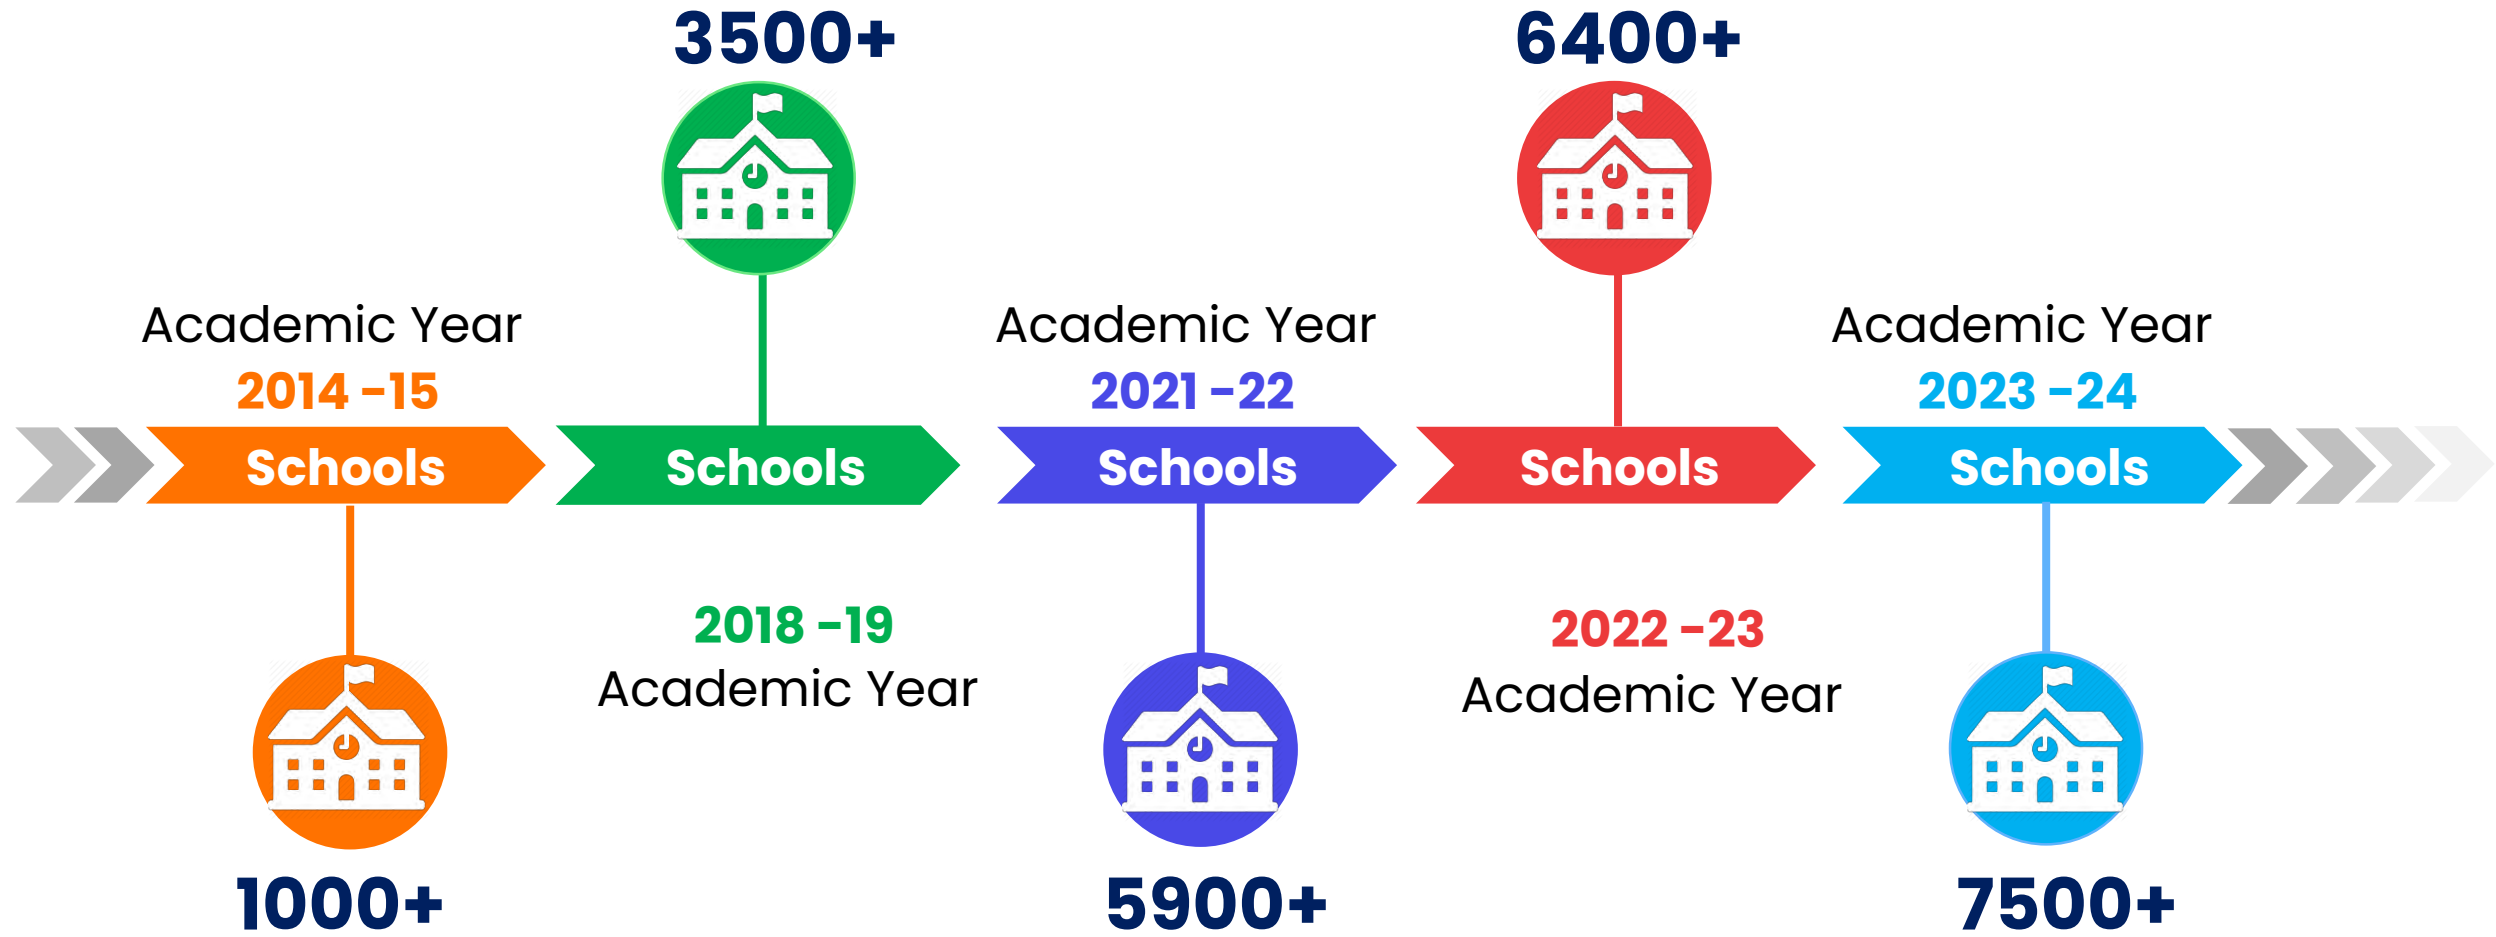 3500+
6400+
Academic Year
2014 -15
Academic Year
2021 -22
Academic Year
2023 -24
Schools
Schools
Schools
Schools
Schools
2018 -19
Academic Year
2022 -23
Academic Year
1000+
5900+
7500+